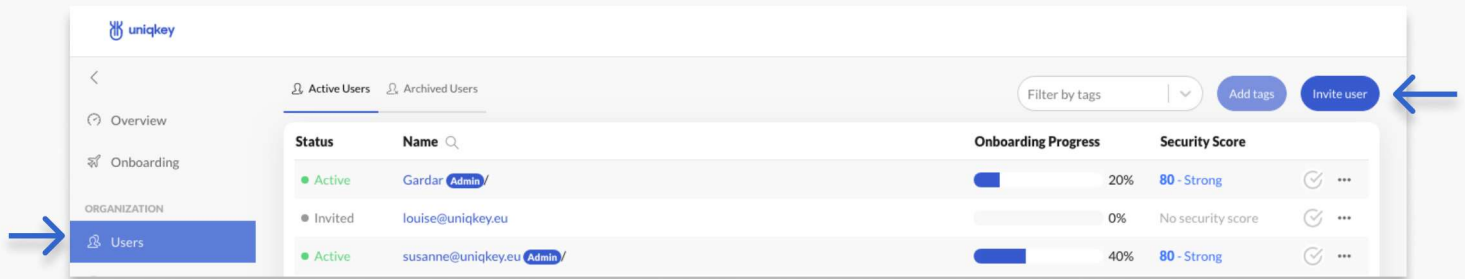 uniqkey
Active Users Archived Users
Filter by tags Add tags Invite user
Overview
Onboarding
ORGANIZATION
Users
Status Name Onboarding Progress Security Score
Active Gardar Admin/ 20% 80 - Strong
Invited louise@uniqkey.eu 0% No security score
Active susanne@uniqkey.eu Admin/ 40% 80 - Strong